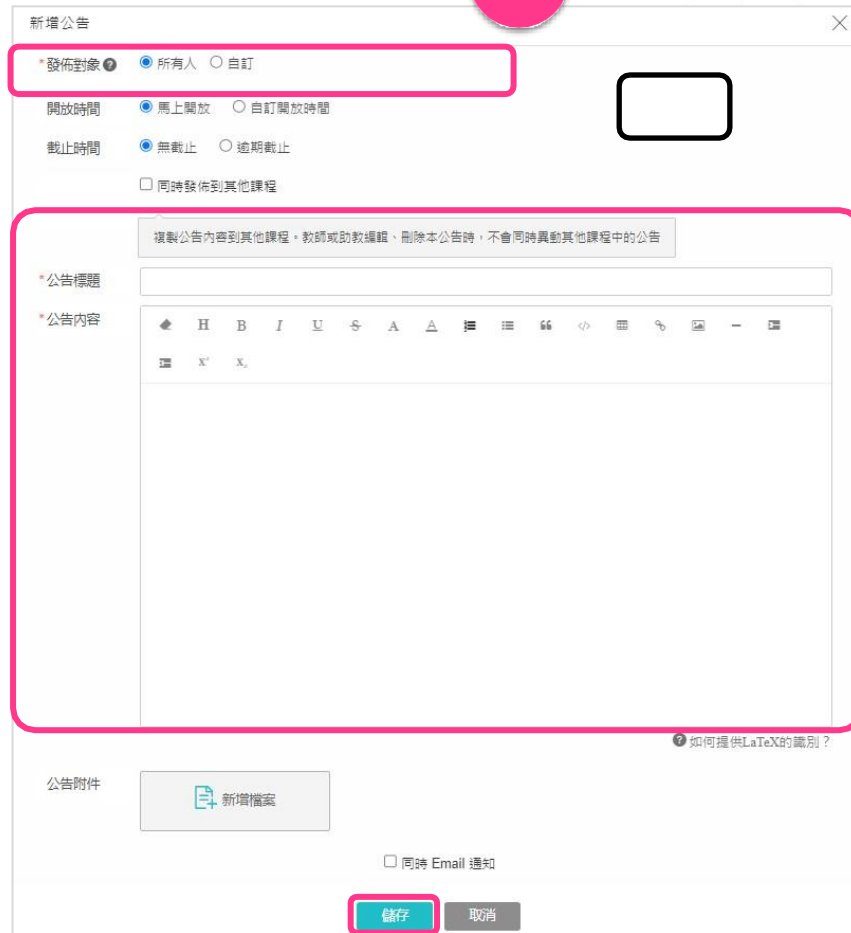 新增公告
*發佈對象 ? 所有人 自訂
開放時間 馬上開放 自訂開放時間
截止時間 無截止 逾期截止
同時發佈到其他課程
複製公告內容到其他課程，教師或助教編輯、刪除本公告時，不會同時異動其他課程中的公告
*公告標題
*公告內容
H B I U S A A
X² X₂
? 如何提供LaTeX的識別？
公告附件 新增檔案
同時 Email 通知
儲存 取消